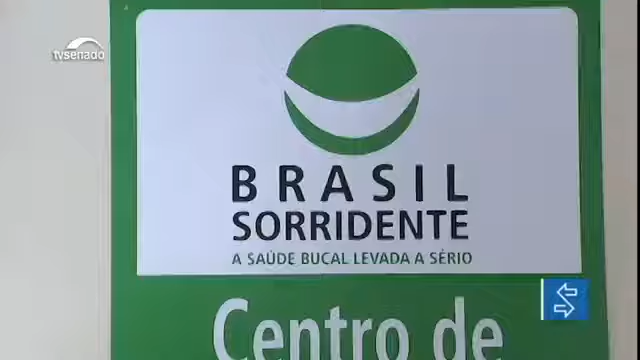 tvsenado
BRASIL
SORRIDENTE
A SAÚDE BUCAL LEVADA A SÉRIO
Centro de